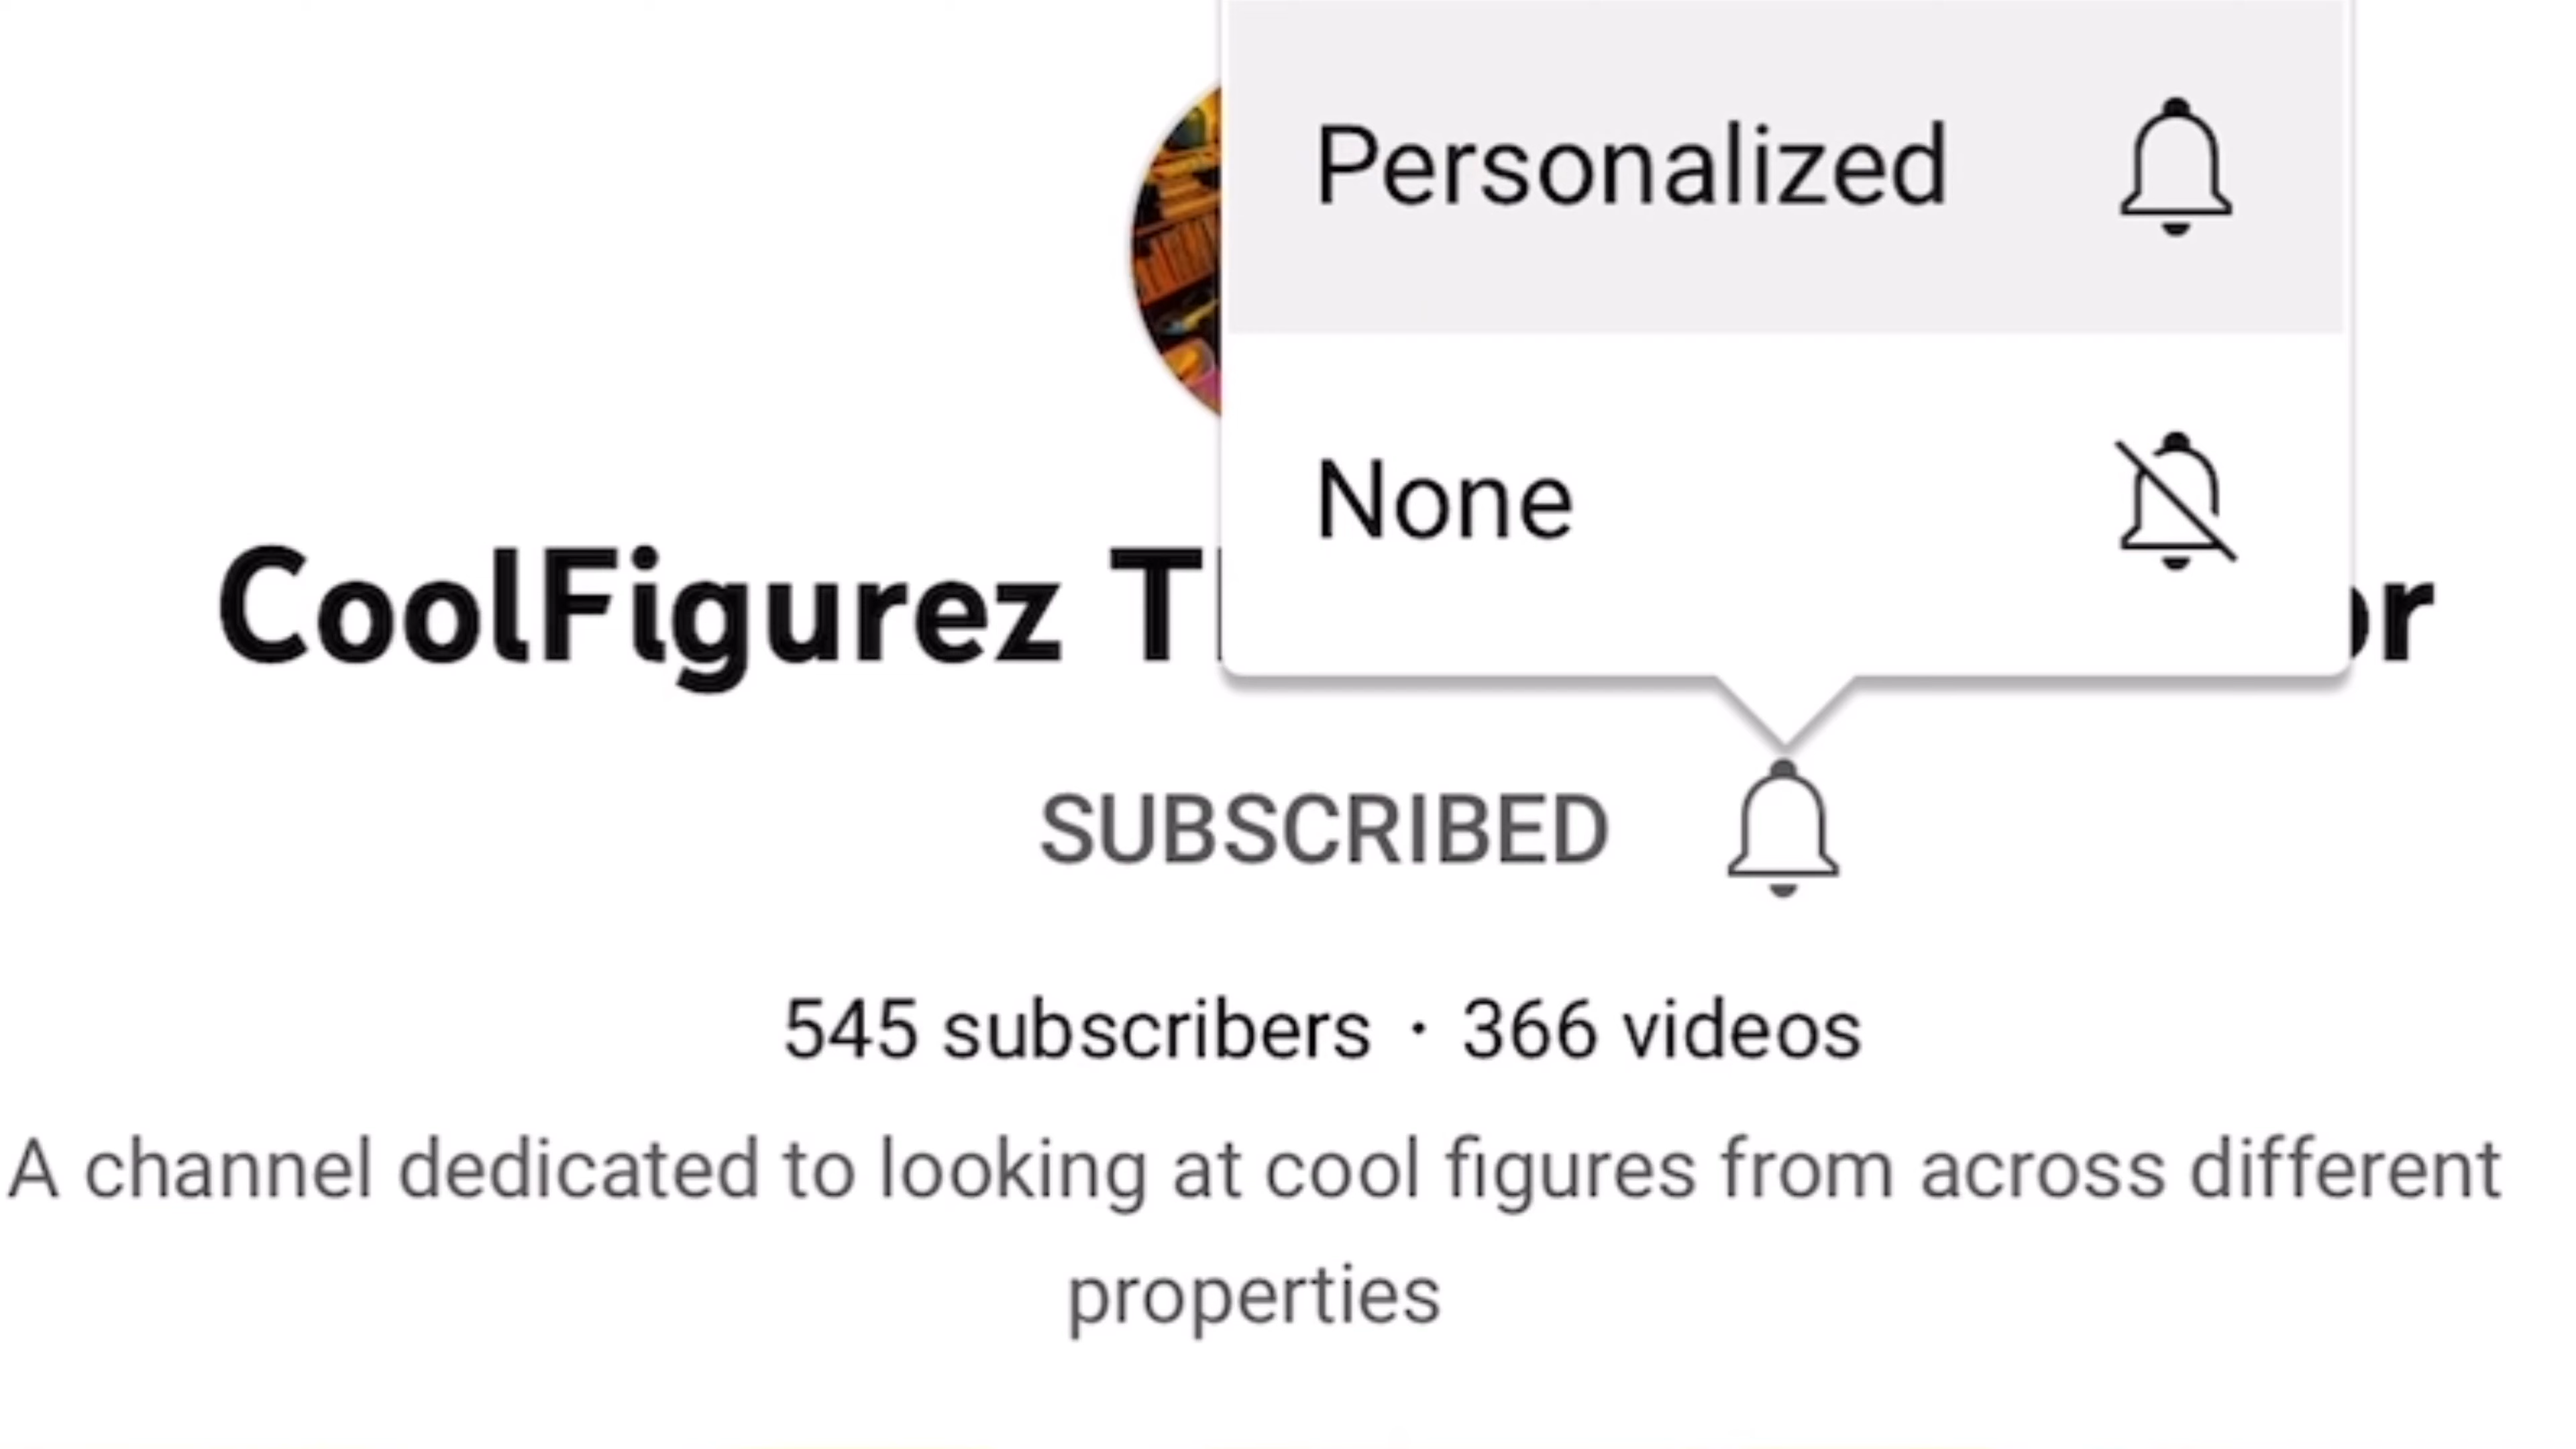 Personalized
None
CoolFigurez
SUBSCRIBED
545 subscribers · 366 videos
A channel dedicated to looking at cool figures from across different
properties